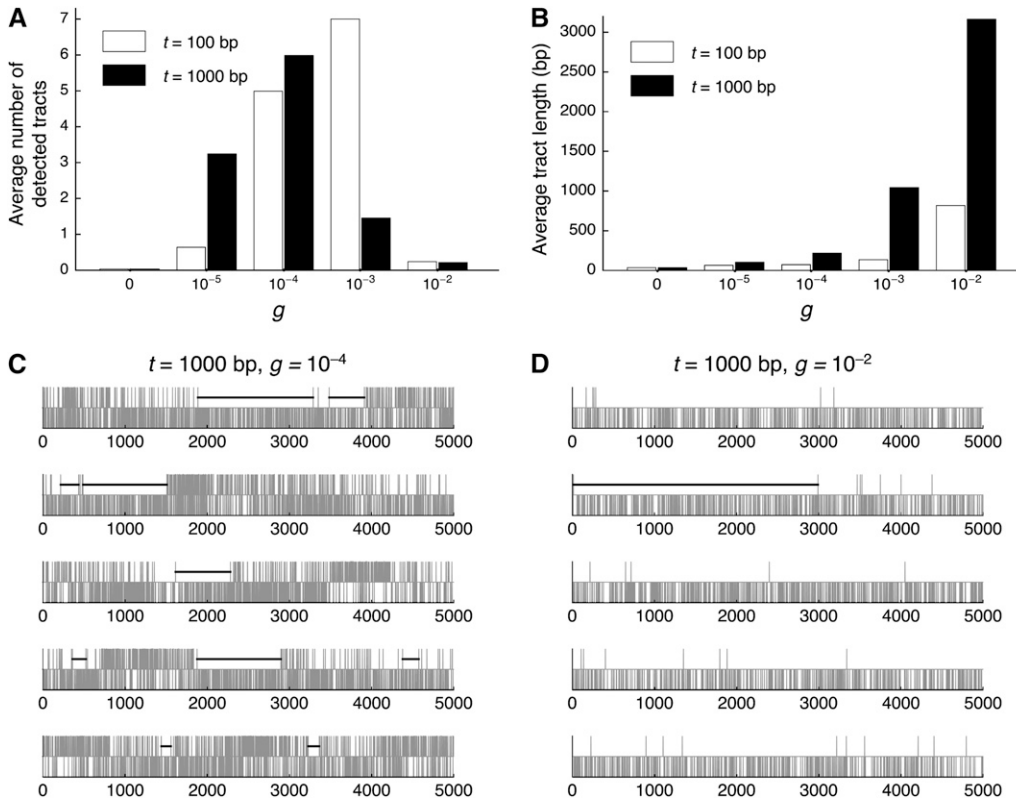 A
Average number of
detected tracts
7
6
5
4
3
2
1
0
t = 100 bp
t = 1000 bp
0 10⁻⁵ 10⁻⁴ 10⁻³ 10⁻²
g
B
Average tract length (bp)
3000
2500
2000
1500
1000
500
0
t = 100 bp
t = 1000 bp
0 10⁻⁵ 10⁻⁴ 10⁻³ 10⁻²
g
C
t = 1000 bp, g = 10⁻⁴
0 1000 2000 3000 4000 5000
0 1000 2000 3000 4000 5000
0 1000 2000 3000 4000 5000
0 1000 2000 3000 4000 5000
0 1000 2000 3000 4000 5000
D
t = 1000 bp, g = 10⁻²
0 1000 2000 3000 4000 5000
0 1000 2000 3000 4000 5000
0 1000 2000 3000 4000 5000
0 1000 2000 3000 4000 5000
0 1000 2000 3000 4000 5000